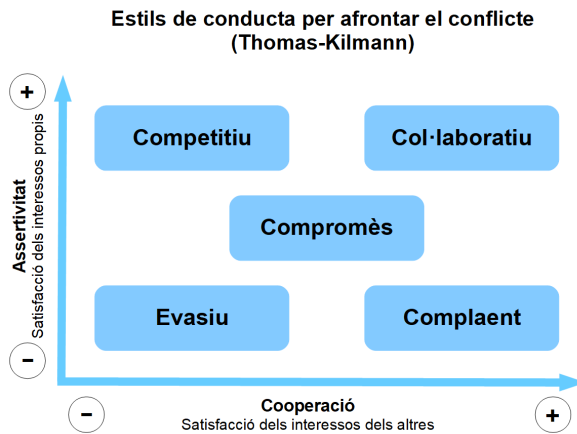 Estils de conducta per afrontar el conflicte
(Thomas-Kilmann)
+
Assertivitat
Satisfacció dels interessos propis
−
Competitiu
Col·laboratiu
Compromès
Evasiu
Complaent
−
Cooperació
Satisfacció dels interessos dels altres
+